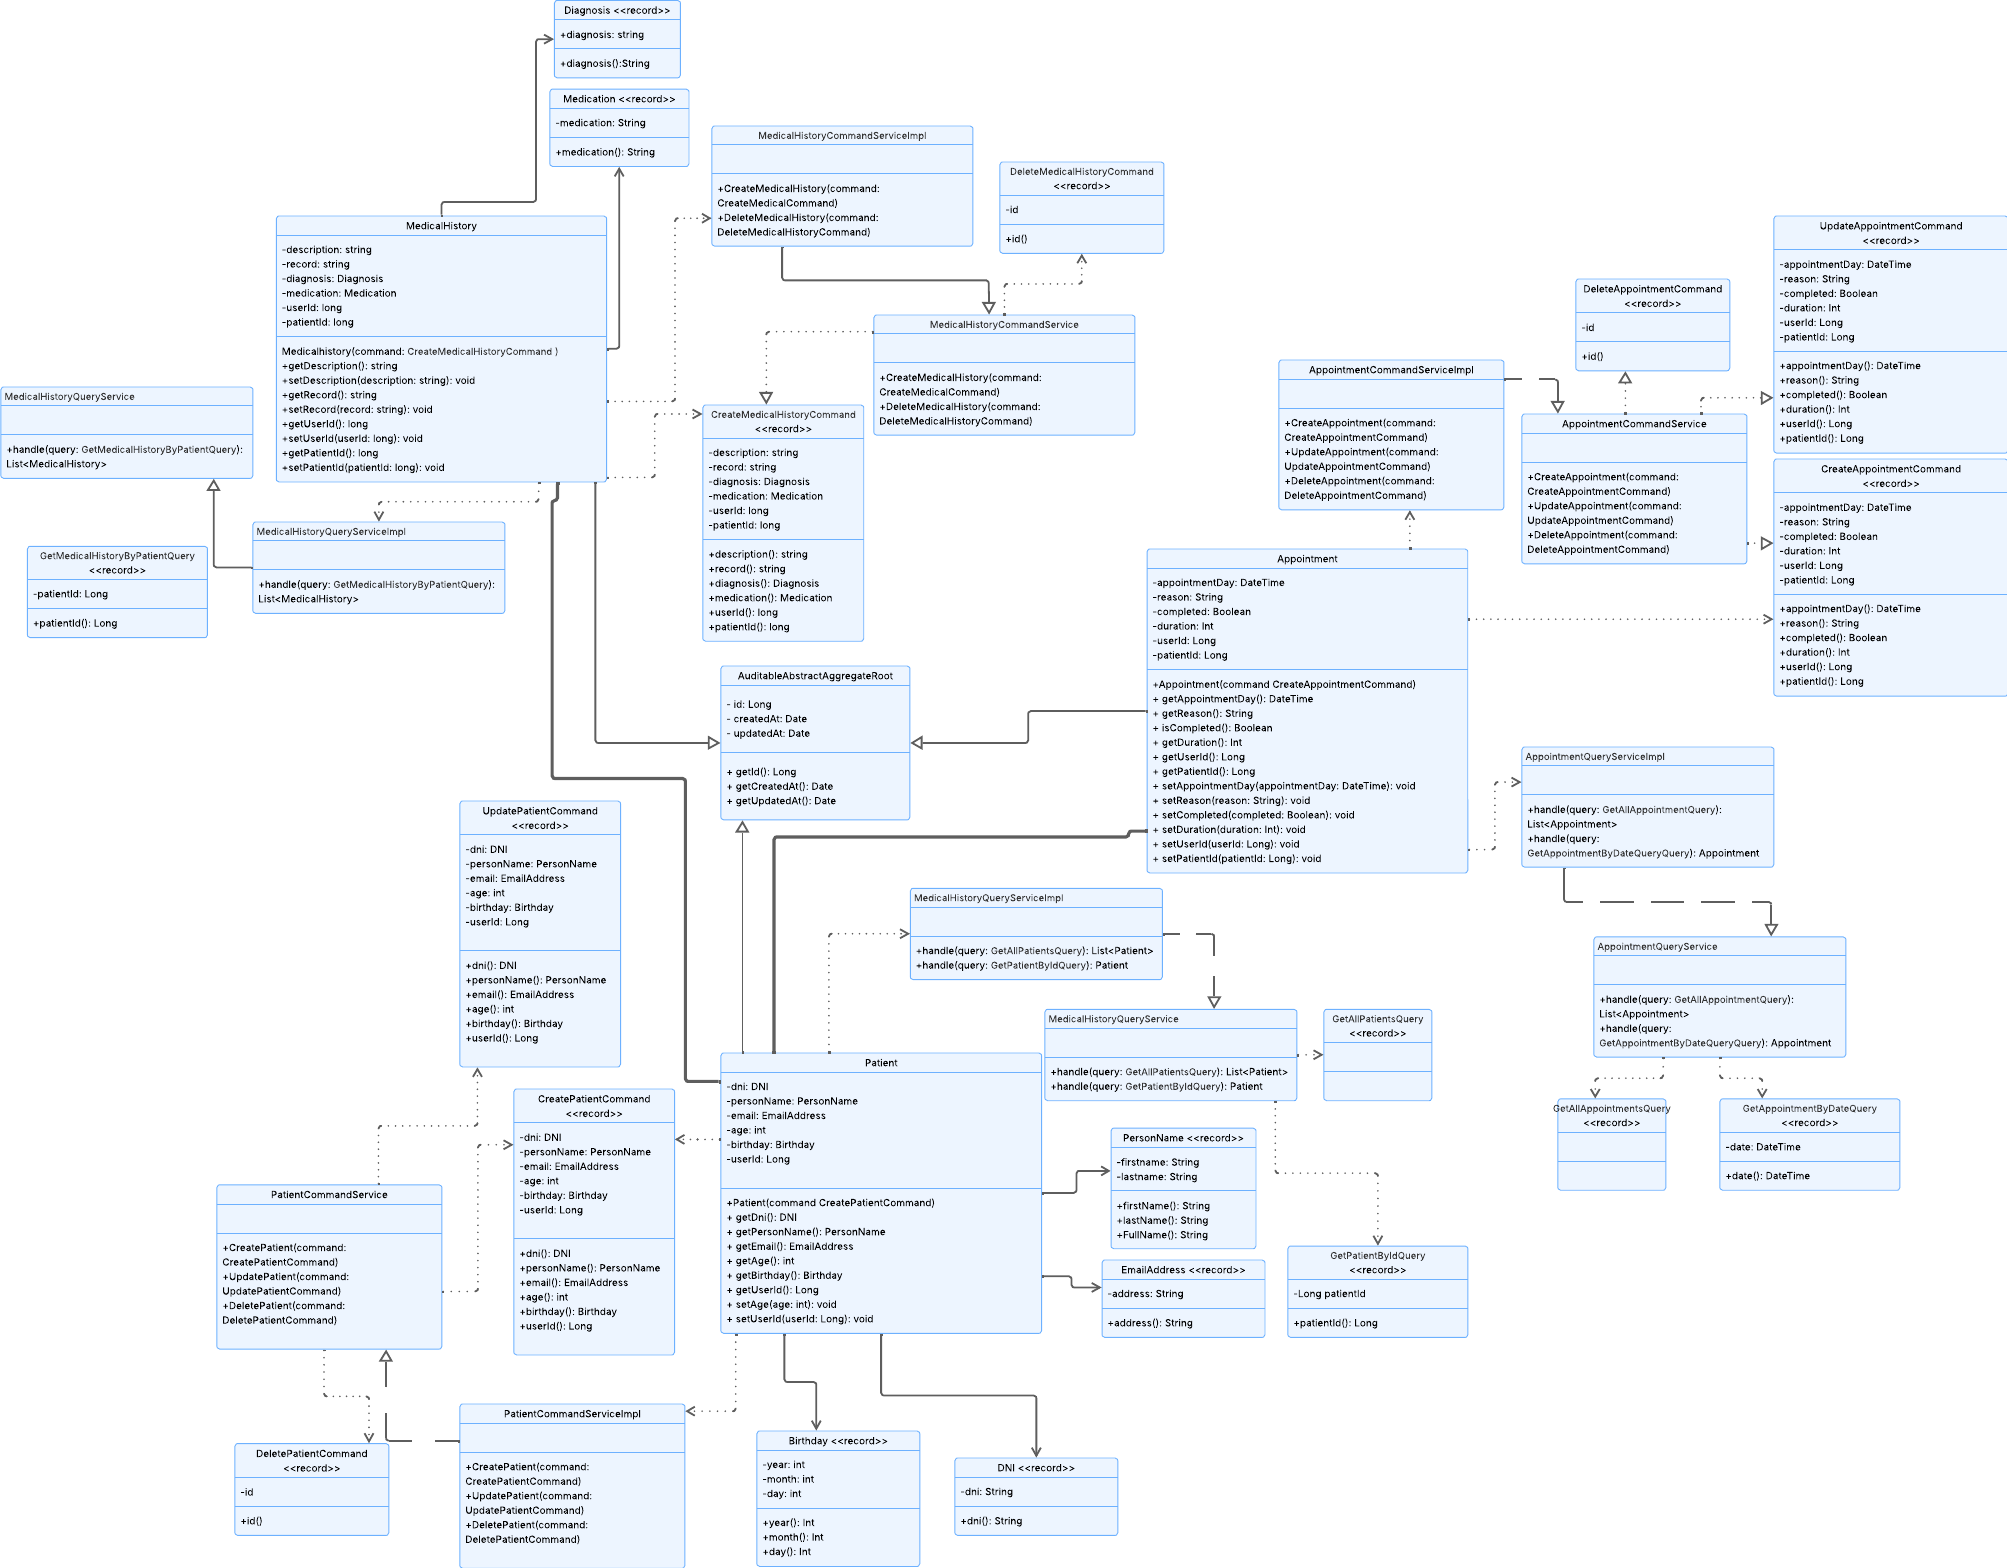 Diagnosis <<record>>
+diagnosis: string
+diagnosis():String
Medication <<record>>
-medication: String
+medication(): String
MedicalHistoryCommandServiceImpl
+CreateMedicalHistory(command:
CreateMedicalCommand)
+DeleteMedicalHistory(command:
DeleteMedicalHistoryCommand)
DeleteMedicalHistoryCommand
<<record>>
-id
+id()
MedicalHistory
-description: string
-record: string
-diagnosis: Diagnosis
-medication: Medication
-userId: long
-patientId: long
Medicalhistory(command: CreateMedicalHistoryCommand )
+getDescription(): string
+setDescription(description: string): void
+getRecord(): string
+setRecord(record: string): void
+getUserId(): long
+setUserId(userId: long): void
+getPatientId(): long
+setPatientId(patientId: long): void
UpdateAppointmentCommand
<<record>>
-appointmentDay: DateTime
-reason: String
-completed: Boolean
-duration: Int
-userId: Long
-patientId: Long
+appointmentDay(): DateTime
+reason(): String
+completed(): Boolean
+duration(): Int
+userId(): Long
+patientId(): Long
DeleteAppointmentCommand
<<record>>
-id
+id()
MedicalHistoryCommandService
+CreateMedicalHistory(command:
CreateMedicalCommand)
+DeleteMedicalHistory(command:
DeleteMedicalHistoryCommand)
AppointmentCommandServiceImpl
+CreateAppointment(command:
CreateAppointmentCommand)
+UpdateAppointment(command:
UpdateAppointmentCommand)
+DeleteAppointment(command:
DeleteAppointmentCommand)
MedicalHistoryQueryService
+handle(query: GetMedicalHistoryByPatientQuery):
List<MedicalHistory>
CreateMedicalHistoryCommand
<<record>>
-description: string
-record: string
-diagnosis: Diagnosis
-medication: Medication
-userId: long
-patientId: long
+description(): string
+record(): string
+diagnosis(): Diagnosis
+medication(): Medication
+userId(): long
+patientId(): long
AppointmentCommandService
+CreateAppointment(command:
CreateAppointmentCommand)
+UpdateAppointment(command:
UpdateAppointmentCommand)
+DeleteAppointment(command:
DeleteAppointmentCommand)
CreateAppointmentCommand
<<record>>
-appointmentDay: DateTime
-reason: String
-completed: Boolean
-duration: Int
-userId: Long
-patientId: Long
+appointmentDay(): DateTime
+reason(): String
+completed(): Boolean
+duration(): Int
+userId(): Long
+patientId(): Long
MedicalHistoryQueryServiceImpl
+handle(query: GetMedicalHistoryByPatientQuery):
List<MedicalHistory>
GetMedicalHistoryByPatientQuery
<<record>>
-patientId: Long
+patientId(): Long
Appointment
-appointmentDay: DateTime
-reason: String
-completed: Boolean
-duration: Int
-userId: Long
-patientId: Long
+Appointment(command CreateAppointmentCommand)
+ getAppointmentDay(): DateTime
+ getReason(): String
+ isCompleted(): Boolean
+ getDuration(): Int
+ getUserId(): Long
+ getPatientId(): Long
+ setAppointmentDay(appointmentDay: DateTime): void
+ setReason(reason: String): void
+ setCompleted(completed: Boolean): void
+ setDuration(duration: Int): void
+ setUserId(userId: Long): void
+ setPatientId(patientId: Long): void
AuditableAbstractAggregateRoot
- id: Long
- createdAt: Date
- updatedAt: Date
+ getId(): Long
+ getCreatedAt(): Date
+ getUpdatedAt(): Date
AppointmentQueryServiceImpl
+handle(query: GetAllAppointmentQuery):
List<Appointment>
+handle(query:
GetAppointmentByDateQueryQuery): Appointment
UpdatePatientCommand
<<record>>
-dni: DNI
-personName: PersonName
-email: EmailAddress
-age: int
-birthday: Birthday
-userId: Long
+dni(): DNI
+personName(): PersonName
+email(): EmailAddress
+age(): int
+birthday(): Birthday
+userId(): Long
MedicalHistoryQueryServiceImpl
+handle(query: GetAllPatientsQuery): List<Patient>
+handle(query: GetPatientByIdQuery): Patient
AppointmentQueryService
+handle(query: GetAllAppointmentQuery):
List<Appointment>
+handle(query:
GetAppointmentByDateQueryQuery): Appointment
MedicalHistoryQueryService
+handle(query: GetAllPatientsQuery): List<Patient>
+handle(query: GetPatientByIdQuery): Patient
GetAllPatientsQuery
<<record>>
Patient
-dni: DNI
-personName: PersonName
-email: EmailAddress
-age: int
-birthday: Birthday
-userId: Long
+Patient(command CreatePatientCommand)
+ getDni(): DNI
+ getPersonName(): PersonName
+ getEmail(): EmailAddress
+ getAge(): int
+ getBirthday(): Birthday
+ getUserId(): Long
+ setAge(age: int): void
+ setUserId(userId: Long): void
CreatePatientCommand
<<record>>
-dni: DNI
-personName: PersonName
-email: EmailAddress
-age: int
-birthday: Birthday
-userId: Long
+dni(): DNI
+personName(): PersonName
+email(): EmailAddress
+age(): int
+birthday(): Birthday
+userId(): Long
GetAllAppointmentsQuery
<<record>>
GetAppointmentByDateQuery
<<record>>
-date: DateTime
+date(): DateTime
PersonName <<record>>
-firstname: String
-lastname: String
+firstName(): String
+lastName(): String
+FullName(): String
PatientCommandService
+CreatePatient(command:
CreatePatientCommand)
+UpdatePatient(command:
UpdatePatientCommand)
+DeletePatient(command:
DeletePatientCommand)
GetPatientByIdQuery
<<record>>
-Long patientId
+patientId(): Long
EmailAddress <<record>>
-address: String
+address(): String
PatientCommandServiceImpl
+CreatePatient(command:
CreatePatientCommand)
+UpdatePatient(command:
UpdatePatientCommand)
+DeletePatient(command:
DeletePatientCommand)
DeletePatientCommand
<<record>>
-id
+id()
Birthday <<record>>
-year: int
-month: int
-day: int
+year(): Int
+month(): Int
+day(): Int
DNI <<record>>
-dni: String
+dni(): String